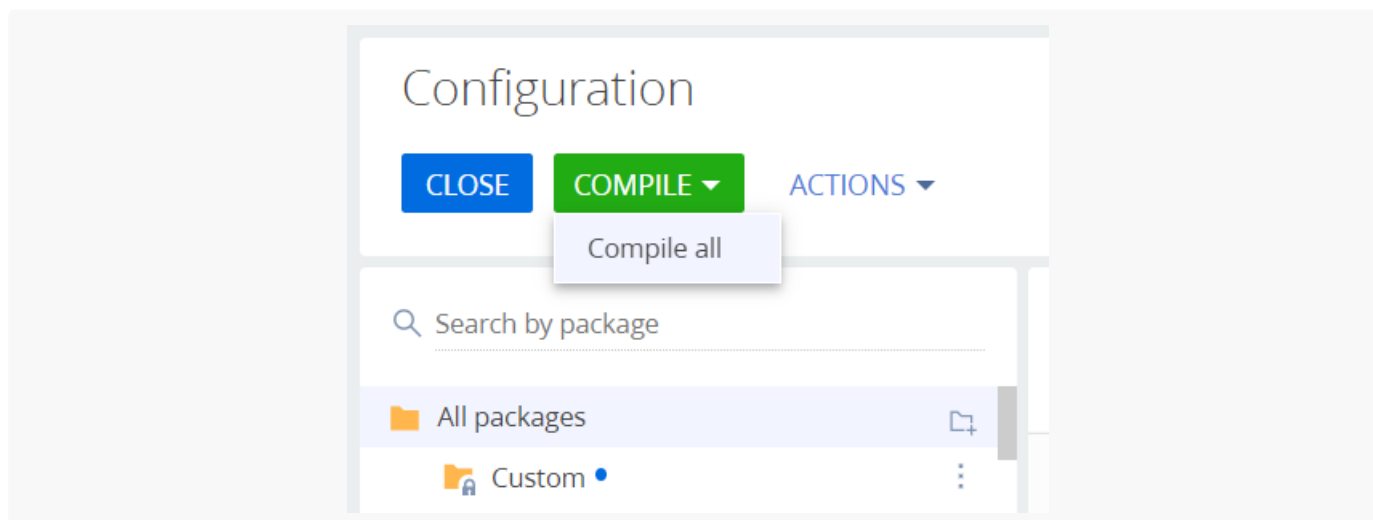 Configuration
CLOSE COMPILE ACTIONS
Compile all
Search by package
All packages
Custom